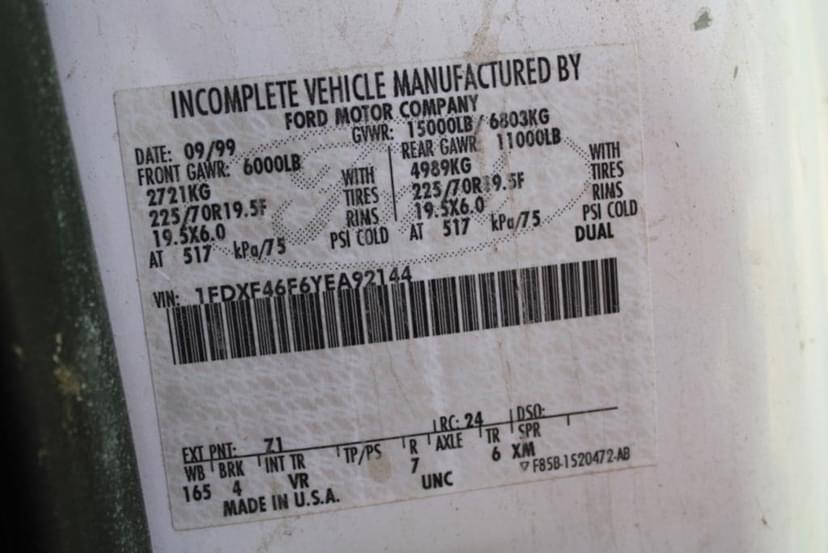 INCOMPLETE VEHICLE MANUFACTURED BY
FORD MOTOR COMPANY
DATE: 09/99 GVWR: 15000LB / 6803KG
FRONT GAWR: 6000LB REAR GAWR 11000LB
2721KG WITH 4989KG WITH
225/70R19.5F TIRES 225/70R19.5F TIRES
19.5X6.0 RIMS 19.5X6.0 RIMS
AT 517 kPa/75 PSI COLD AT 517 kPa/75 PSI COLD
DUAL
VIN: 1FDXF46F6YEA92144
EXT PNT: Z1 RC: 24 DSO:
WB BRK INT TR TP/PS R AXLE TR SPR
165 4 VR 7 UNC 6 XM
MADE IN U.S.A. F85B-1520472-AB